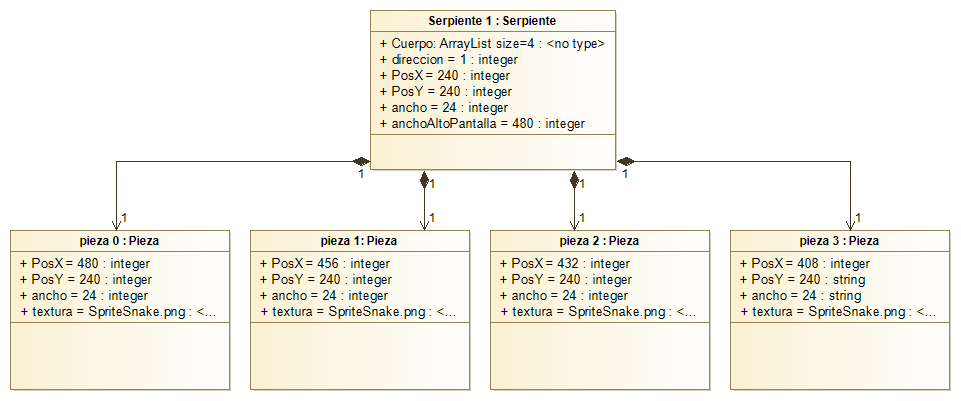 Serpiente 1 : Serpiente
+ Cuerpo: ArrayList size=4 : <no type>
+ direccion = 1 : integer
+ PosX = 240 : integer
+ PosY = 240 : integer
+ ancho = 24 : integer
+ anchoAltoPantalla = 480 : integer
1
1
1
1
1
1
1
1
pieza 0 : Pieza
+ PosX = 480 : integer
+ PosY = 240 : integer
+ ancho = 24 : integer
+ textura = SpriteSnake.png : <...
pieza 1: Pieza
+ PosX = 456 : integer
+ PosY = 240 : integer
+ ancho = 24 : integer
+ textura = SpriteSnake.png : <...
pieza 2 : Pieza
+ PosX = 432 : integer
+ PosY = 240 : integer
+ ancho = 24 : integer
+ textura = SpriteSnake.png : <...
pieza 3 : Pieza
+ PosX = 408 : integer
+ PosY = 240 : string
+ ancho = 24 : string
+ textura = SpriteSnake.png : <...